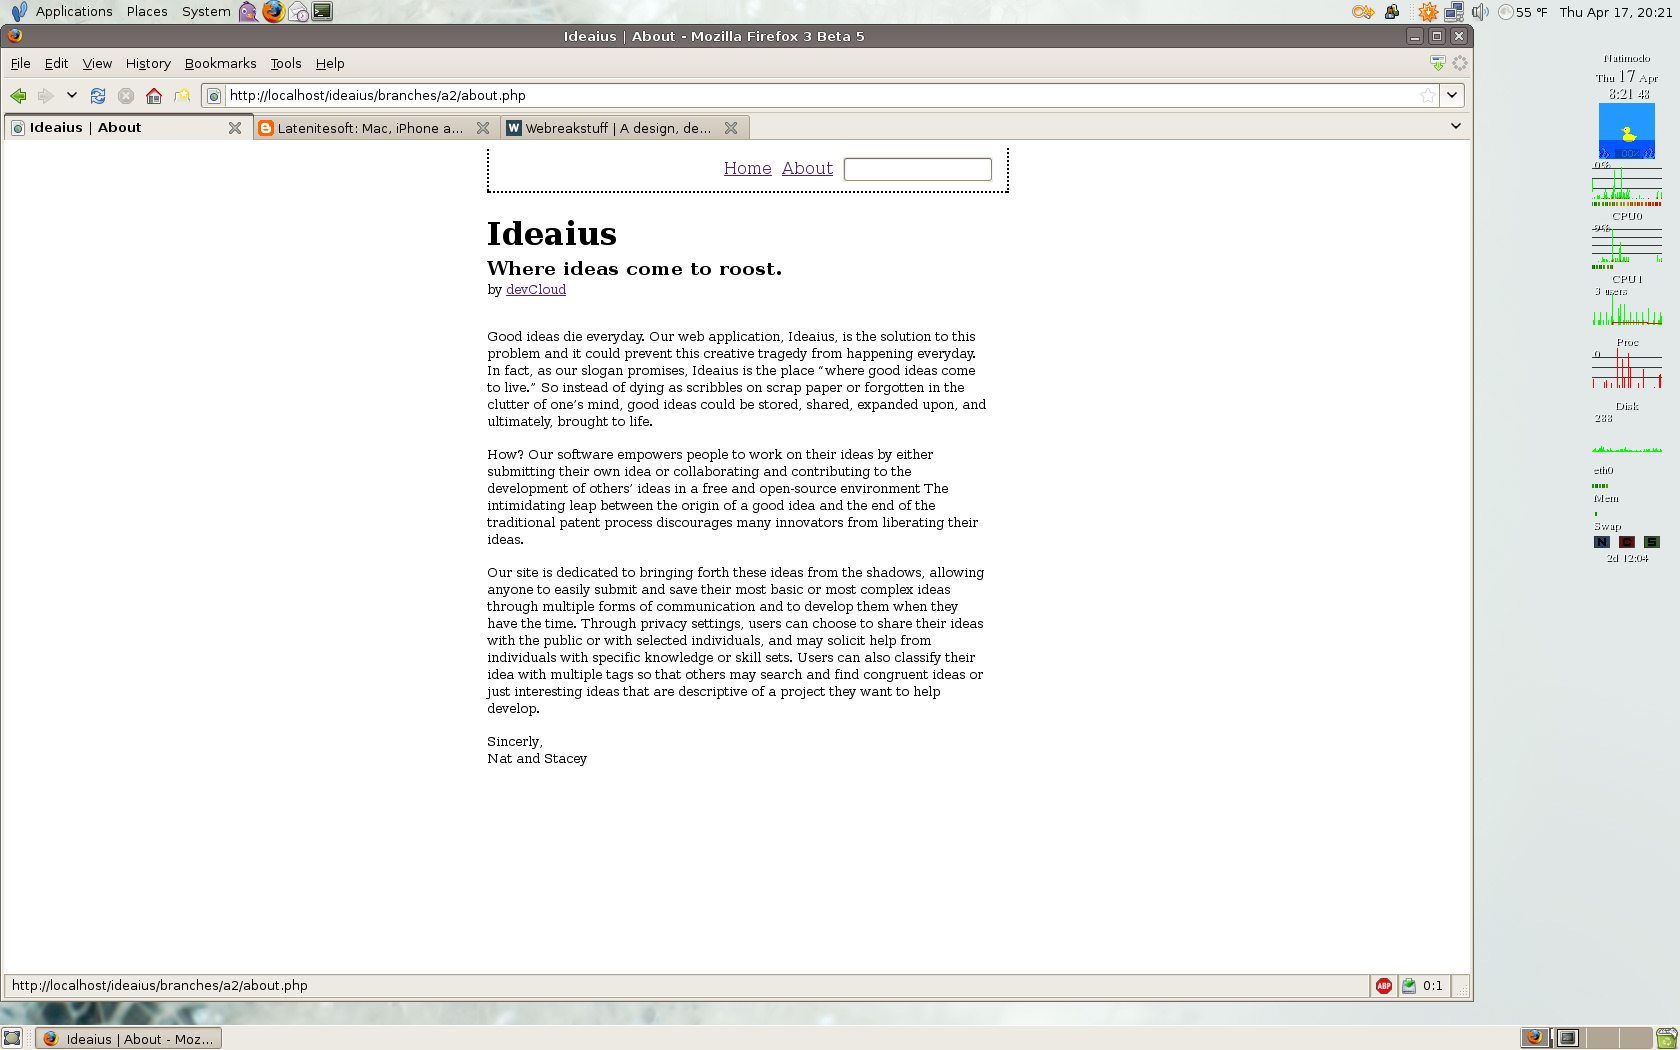 Applications Places System 55 °F Thu Apr 17, 20:21
Ideaius | About - Mozilla Firefox 3 Beta 5
File Edit View History Bookmarks Tools Help
http://localhost/ideaius/branches/a2/about.php
Ideaius | About Latenitesoft: Mac, iPhone a... W Webreakstuff | A design, de...
Home About
Ideaius
Where ideas come to roost.
by devCloud
Good ideas die everyday. Our web application, Ideaius, is the solution to this
problem and it could prevent this creative tragedy from happening everyday.
In fact, as our slogan promises, Ideaius is the place “where good ideas come
to live.” So instead of dying as scribbles on scrap paper or forgotten in the
clutter of one’s mind, good ideas could be stored, shared, expanded upon, and
ultimately, brought to life.
How? Our software empowers people to work on their ideas by either
submitting their own idea or collaborating and contributing to the
development of others’ ideas in a free and open-source environment The
intimidating leap between the origin of a good idea and the end of the
traditional patent process discourages many innovators from liberating their
ideas.
Our site is dedicated to bringing forth these ideas from the shadows, allowing
anyone to easily submit and save their most basic or most complex ideas
through multiple forms of communication and to develop them when they
have the time. Through privacy settings, users can choose to share their ideas
with the public or with selected individuals, and may solicit help from
individuals with specific knowledge or skill sets. Users can also classify their
idea with multiple tags so that others may search and find congruent ideas or
just interesting ideas that are descriptive of a project they want to help
develop.
Sincerly,
Nat and Stacey
http://localhost/ideaius/branches/a2/about.php ABP 0:1
Ideaius | About - Moz...
Natimodo
Thu 17 Apr
8:21 48
0%
CPU0
9%
CPU1
3 users
Proc
0
Disk
288
eth0
Mem
Swap
N C S
2d 12:04